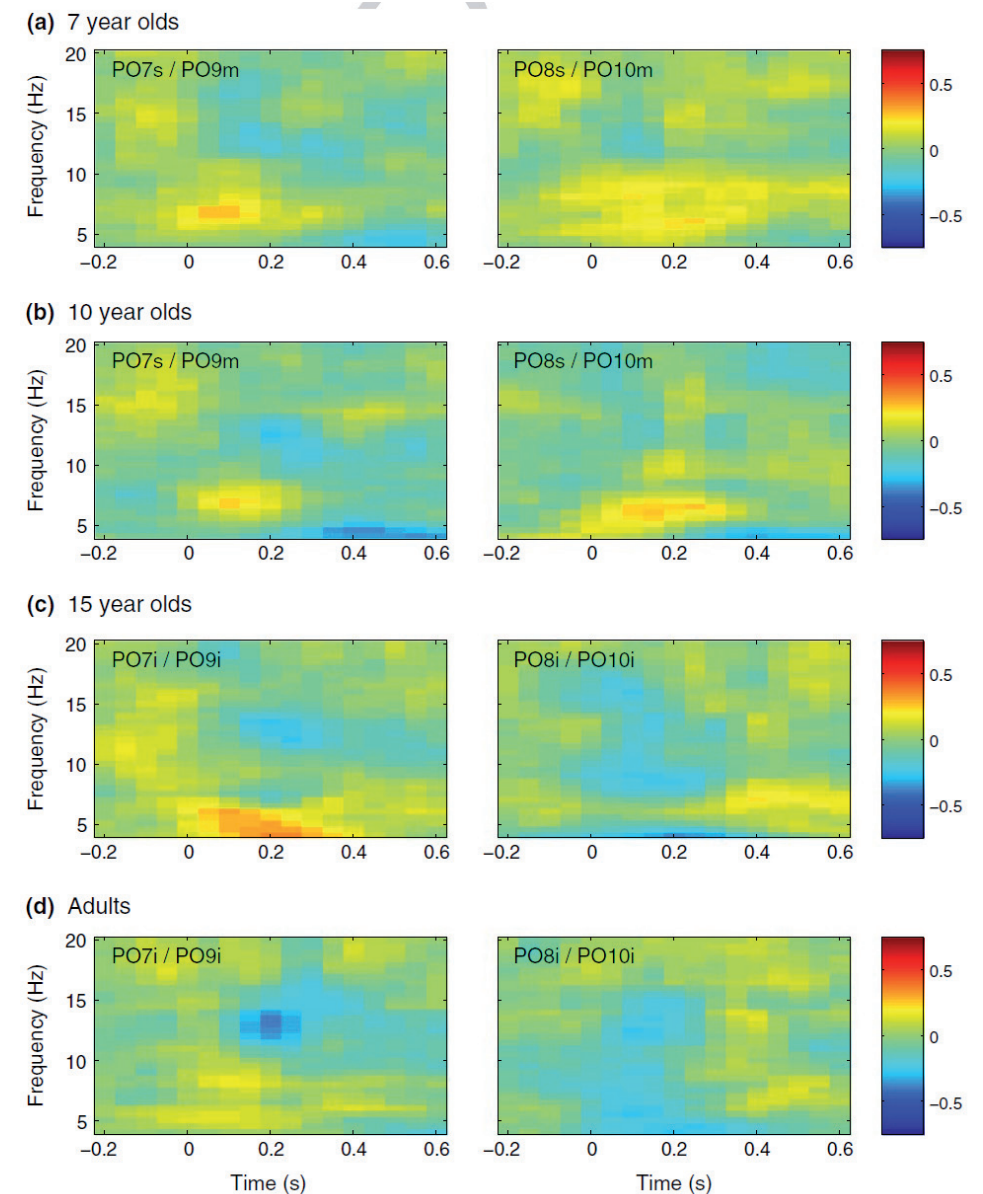 (a) 7 year olds
PO7s / PO9m
PO8s / PO10m
Frequency (Hz)
20
15
10
5
−0.2 0 0.2 0.4 0.6
−0.2 0 0.2 0.4 0.6
0.5
0
−0.5
(b) 10 year olds
PO7s / PO9m
PO8s / PO10m
Frequency (Hz)
20
15
10
5
−0.2 0 0.2 0.4 0.6
−0.2 0 0.2 0.4 0.6
0.5
0
−0.5
(c) 15 year olds
PO7i / PO9i
PO8i / PO10i
Frequency (Hz)
20
15
10
5
−0.2 0 0.2 0.4 0.6
−0.2 0 0.2 0.4 0.6
0.5
0
−0.5
(d) Adults
PO7i / PO9i
PO8i / PO10i
Frequency (Hz)
20
15
10
5
−0.2 0 0.2 0.4 0.6
−0.2 0 0.2 0.4 0.6
0.5
0
−0.5
Time (s)
Time (s)